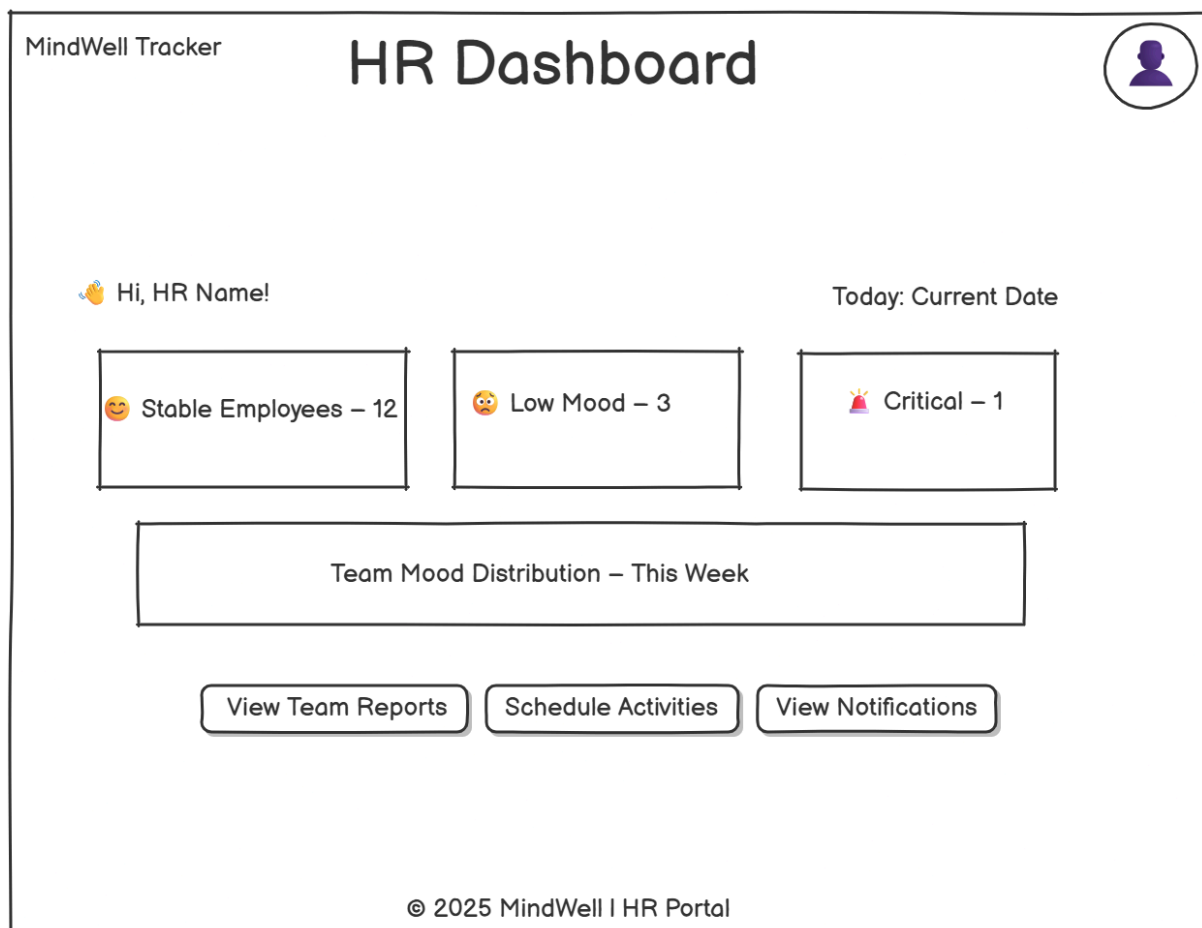 MindWell Tracker
HR Dashboard
👋 Hi, HR Name!
Today: Current Date
😊 Stable Employees – 12
😟 Low Mood – 3
🚨 Critical – 1
Team Mood Distribution – This Week
View Team Reports
Schedule Activities
View Notifications
© 2025 MindWell | HR Portal